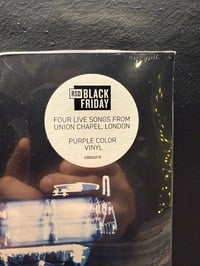 RSD BLACK
FRIDAY
FOUR LIVE SONGS FROM
UNION CHAPEL, LONDON
PURPLE COLOR
VINYL